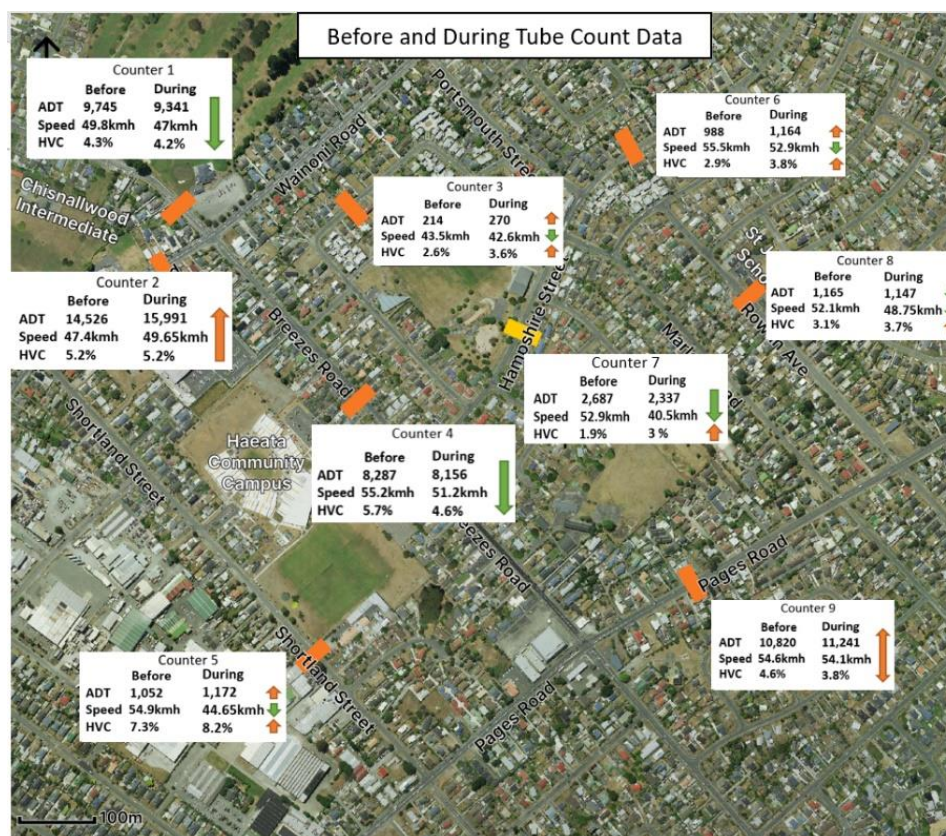 Before and During Tube Count Data
Counter 1
Before During
ADT 9,745 9,341
Speed 49.8kmh 47kmh
HVC 4.3% 4.2%
Portsmouth Street
Wainoni Road
Counter 6
Before During
ADT 988 1,164
Speed 55.5kmh 52.9kmh
HVC 2.9% 3.8%
Chisnallwood
Intermediate
Counter 3
Before During
ADT 214 270
Speed 43.5kmh 42.6kmh
HVC 2.6% 3.6%
Hampshire Street
Counter 2
Before During
ADT 14,526 15,991
Speed 47.4kmh 49.65kmh
HVC 5.2% 5.2%
Counter 8
Before During
ADT 1,165 1,147
Speed 52.1kmh 48.75kmh
HVC 3.1% 3.7%
Breezes Road
Counter 7
Before During
ADT 2,687 2,337
Speed 52.9kmh 40.5kmh
HVC 1.9% 3 %
Shortland Street
Haeata
Community
Campus
Counter 4
Before During
ADT 8,287 8,156
Speed 55.2kmh 51.2kmh
HVC 5.7% 4.6%
Breezes Road
Pages Road
Counter 9
Before During
ADT 10,820 11,241
Speed 54.6kmh 54.1kmh
HVC 4.6% 3.8%
Counter 5
Before During
ADT 1,052 1,172
Speed 54.9kmh 44.65kmh
HVC 7.3% 8.2%
Shortland Street
Pages Road
100m